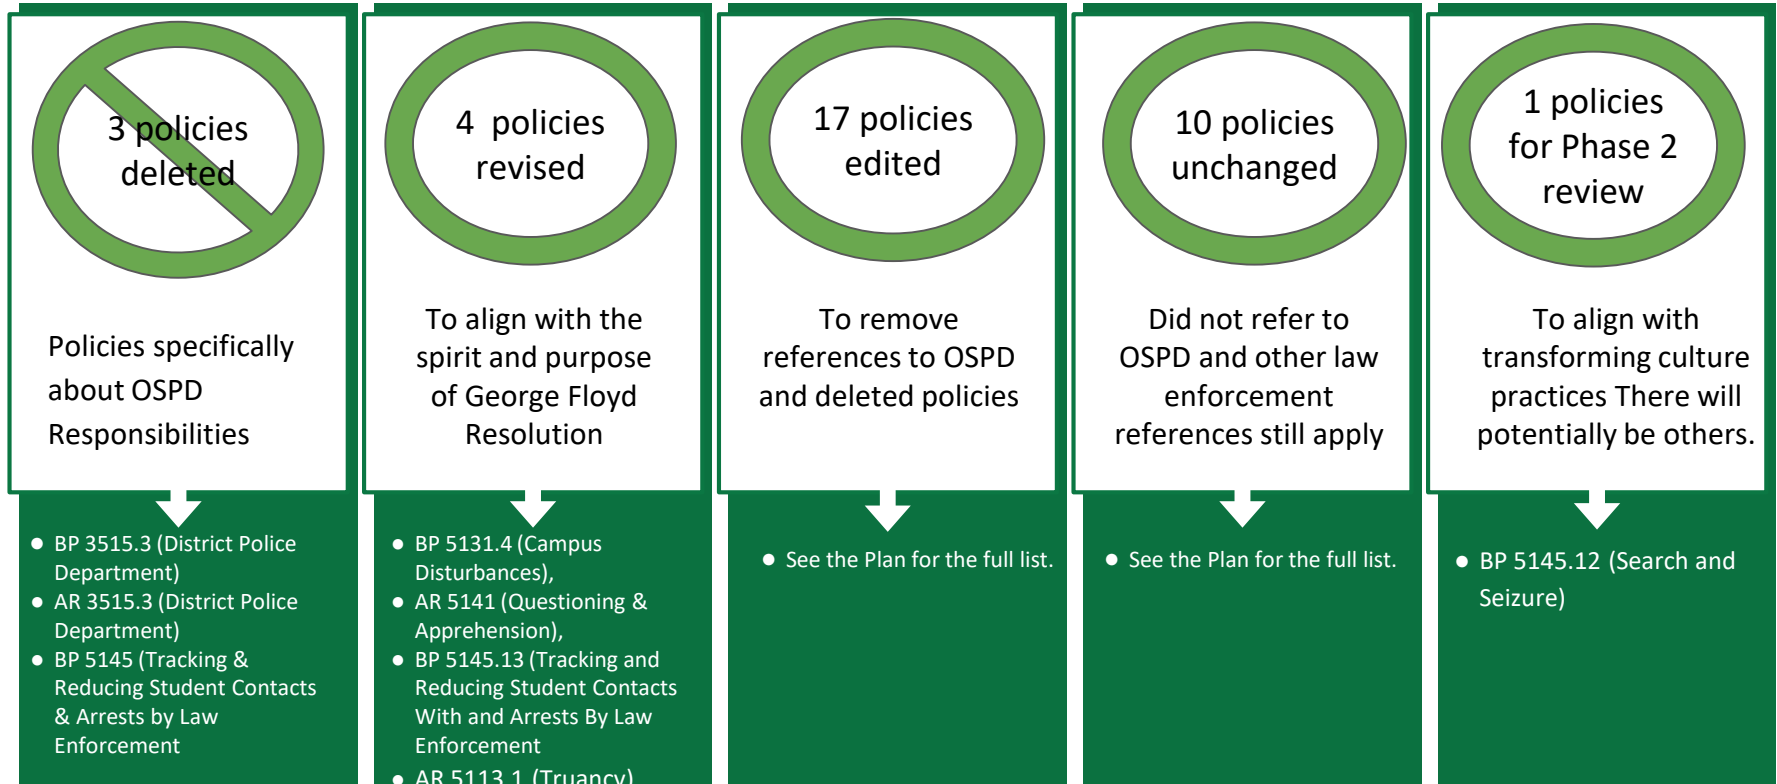 3 policies
deleted
Policies specifically
about OSPD
Responsibilities
● BP 3515.3 (District Police
Department)
● AR 3515.3 (District Police
Department)
● BP 5145 (Tracking &
Reducing Student Contacts
& Arrests by Law
Enforcement
4 policies
revised
To align with the
spirit and purpose
of George Floyd
Resolution
● BP 5131.4 (Campus
Disturbances),
● AR 5141 (Questioning &
Apprehension),
● BP 5145.13 (Tracking and
Reducing Student Contacts
With and Arrests By Law
Enforcement
● AR 5113.1 (Truancy)
17 policies
edited
To remove
references to OSPD
and deleted policies
● See the Plan for the full list.
10 policies
unchanged
Did not refer to
OSPD and other law
enforcement
references still apply
● See the Plan for the full list.
1 policies
for Phase 2
review
To align with
transforming culture
practices There will
potentially be others.
● BP 5145.12 (Search and
Seizure)